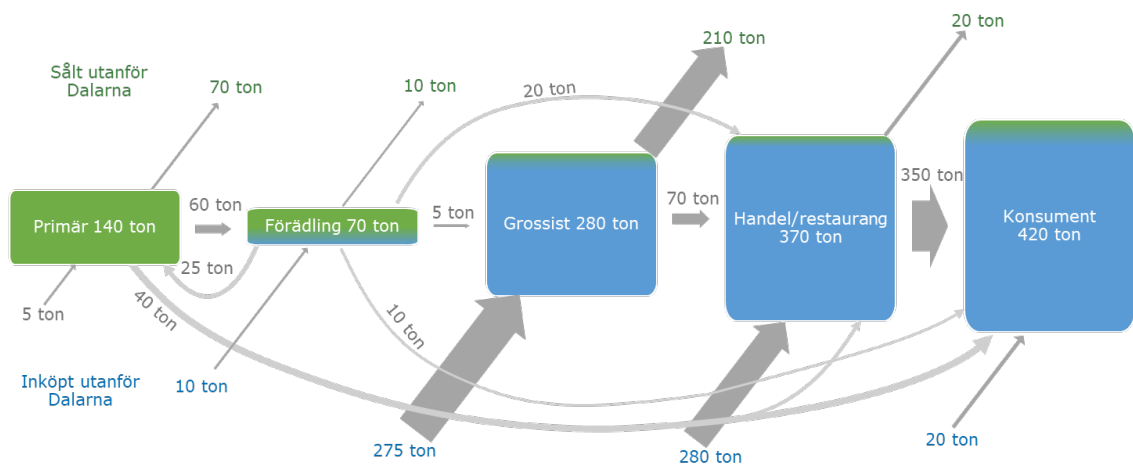 20 ton
210 ton
Sålt utanför
Dalarna
70 ton
10 ton
20 ton
350 ton
60 ton
5 ton
70 ton
Primär 140 ton
Förädling 70 ton
Grossist 280 ton
Handel/restaurang
370 ton
Konsument
420 ton
25 ton
40 ton
5 ton
10 ton
Inköpt utanför
Dalarna
10 ton
275 ton
280 ton
20 ton